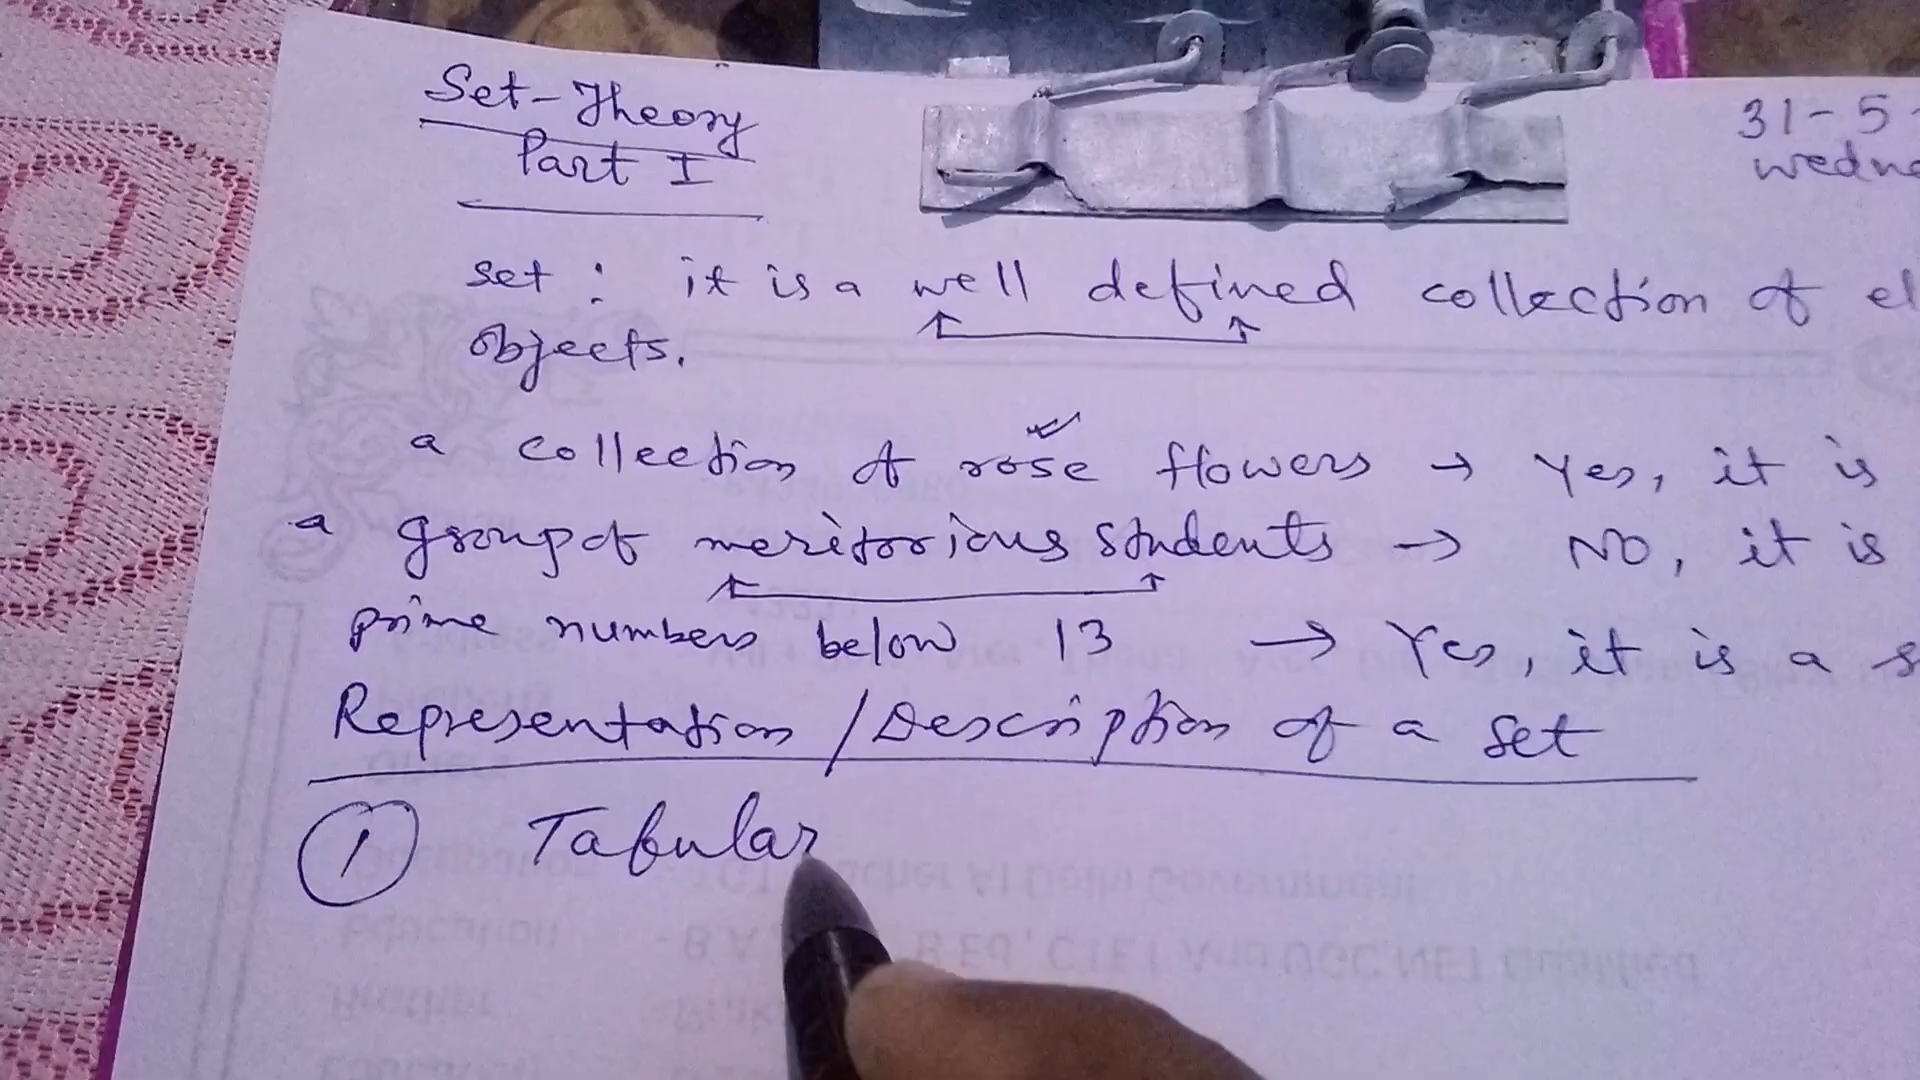 Set-Theory
Part I
31-5-
wedne
set : it is a well defined collection of el
objects.
a collection of rose flowers → Yes, it is
a group of meritorious students → NO, it is
prime numbers below 13 → Yes, it is a s
Representation / Description of a set
1 Tabular